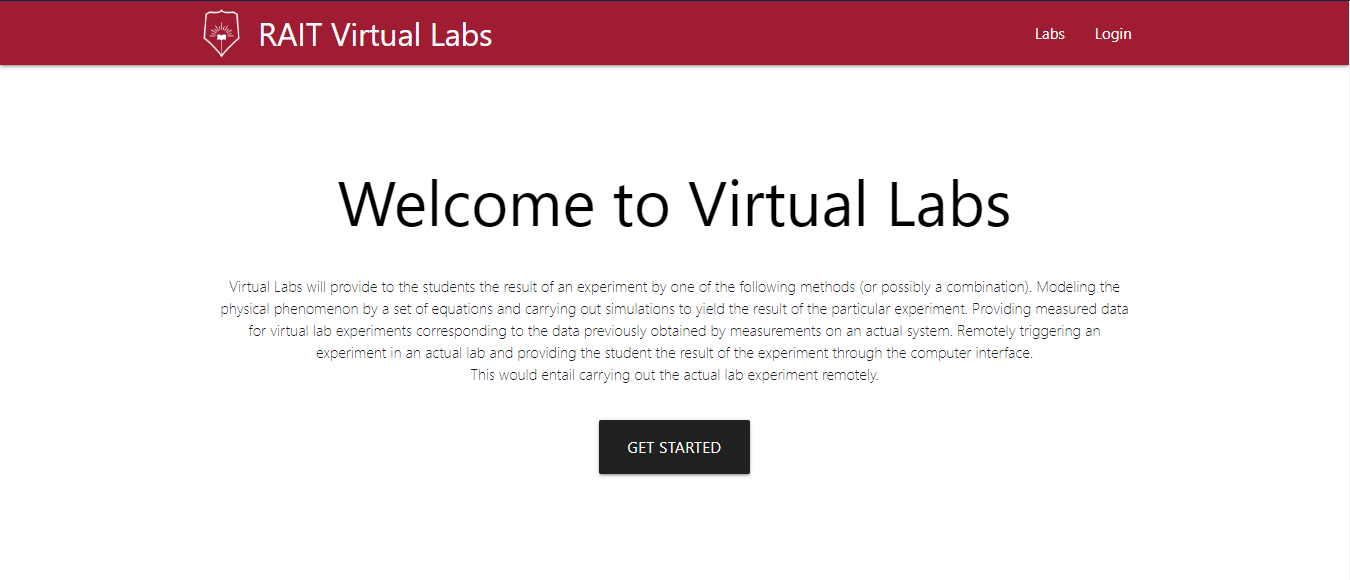 RAIT Virtual Labs
Labs
Login
Welcome to Virtual Labs
Virtual Labs will provide to the students the result of an experiment by one of the following methods (or possibly a combination). Modeling the
physical phenomenon by a set of equations and carrying out simulations to yield the result of the particular experiment. Providing measured data
for virtual lab experiments corresponding to the data previously obtained by measurements on an actual system. Remotely triggering an
experiment in an actual lab and providing the student the result of the experiment through the computer interface.
This would entail carrying out the actual lab experiment remotely.
GET STARTED